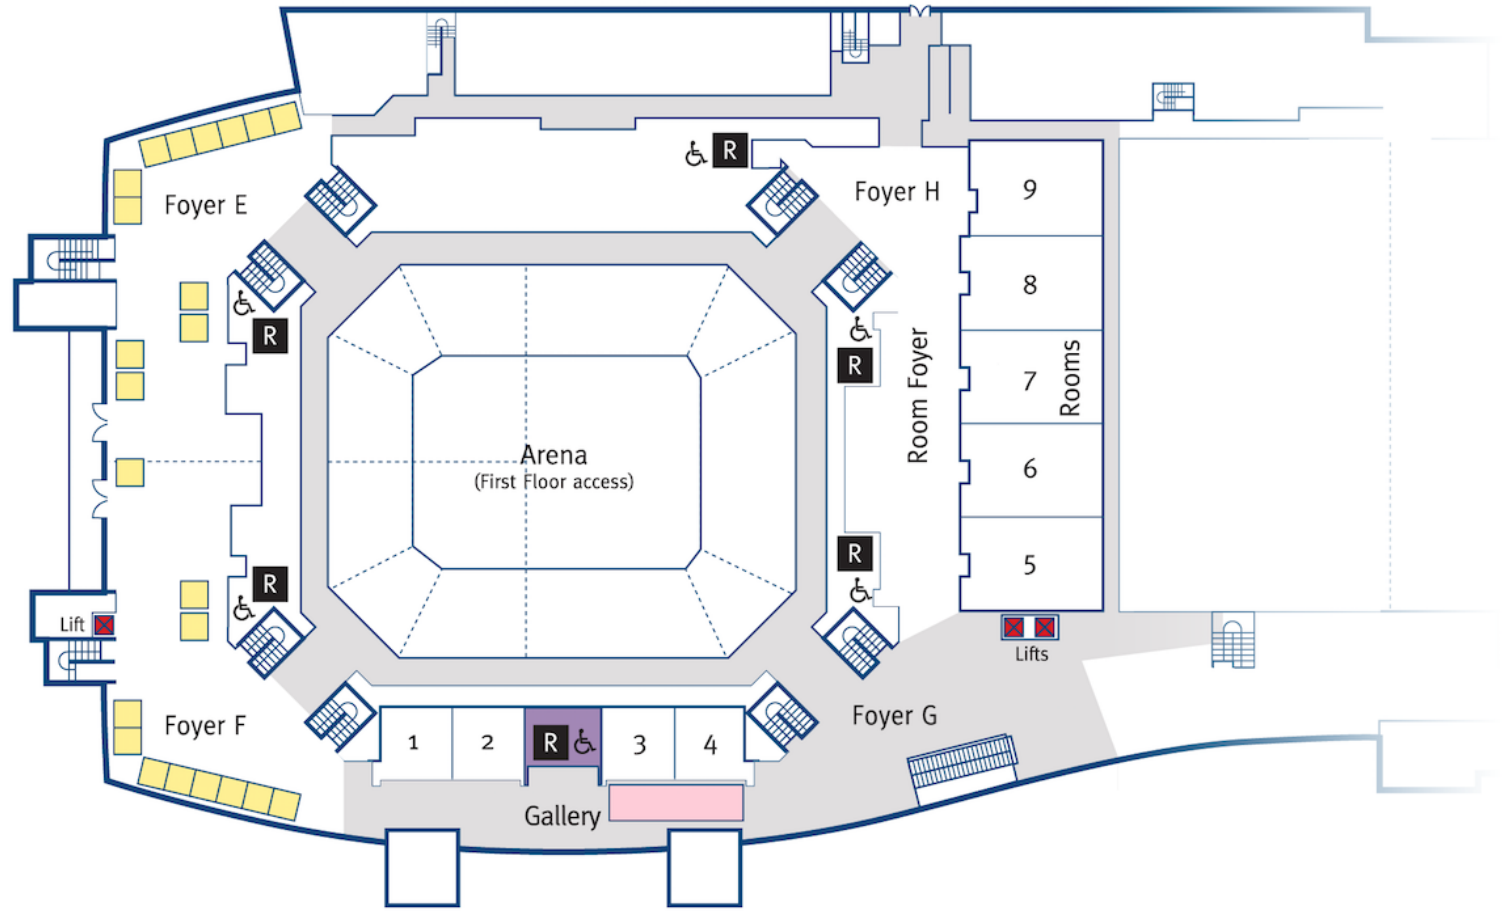 R
Foyer E
Foyer H
9
8
R
R
Room Foyer
7
Rooms
Arena
(First Floor access)
6
R
5
R
Lift
Lifts
Foyer F
Foyer G
1
2
R
3
4
Gallery